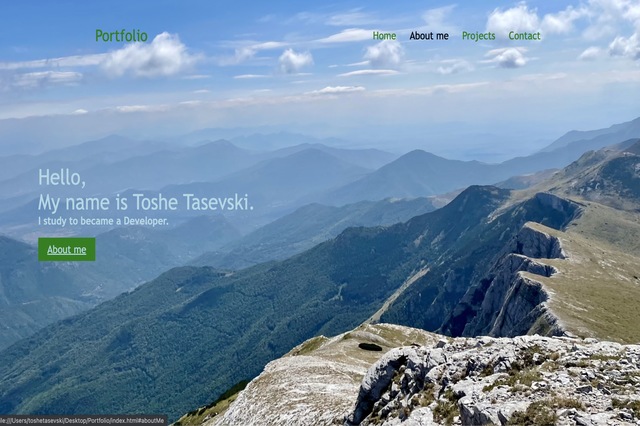 Portfolio
Home About me Projects Contact
Hello,
My name is Toshe Tasevski.
I study to became a Developer.
About me
le:///Users/toshetasevski/Desktop/Portfolio/index.html#aboutMe